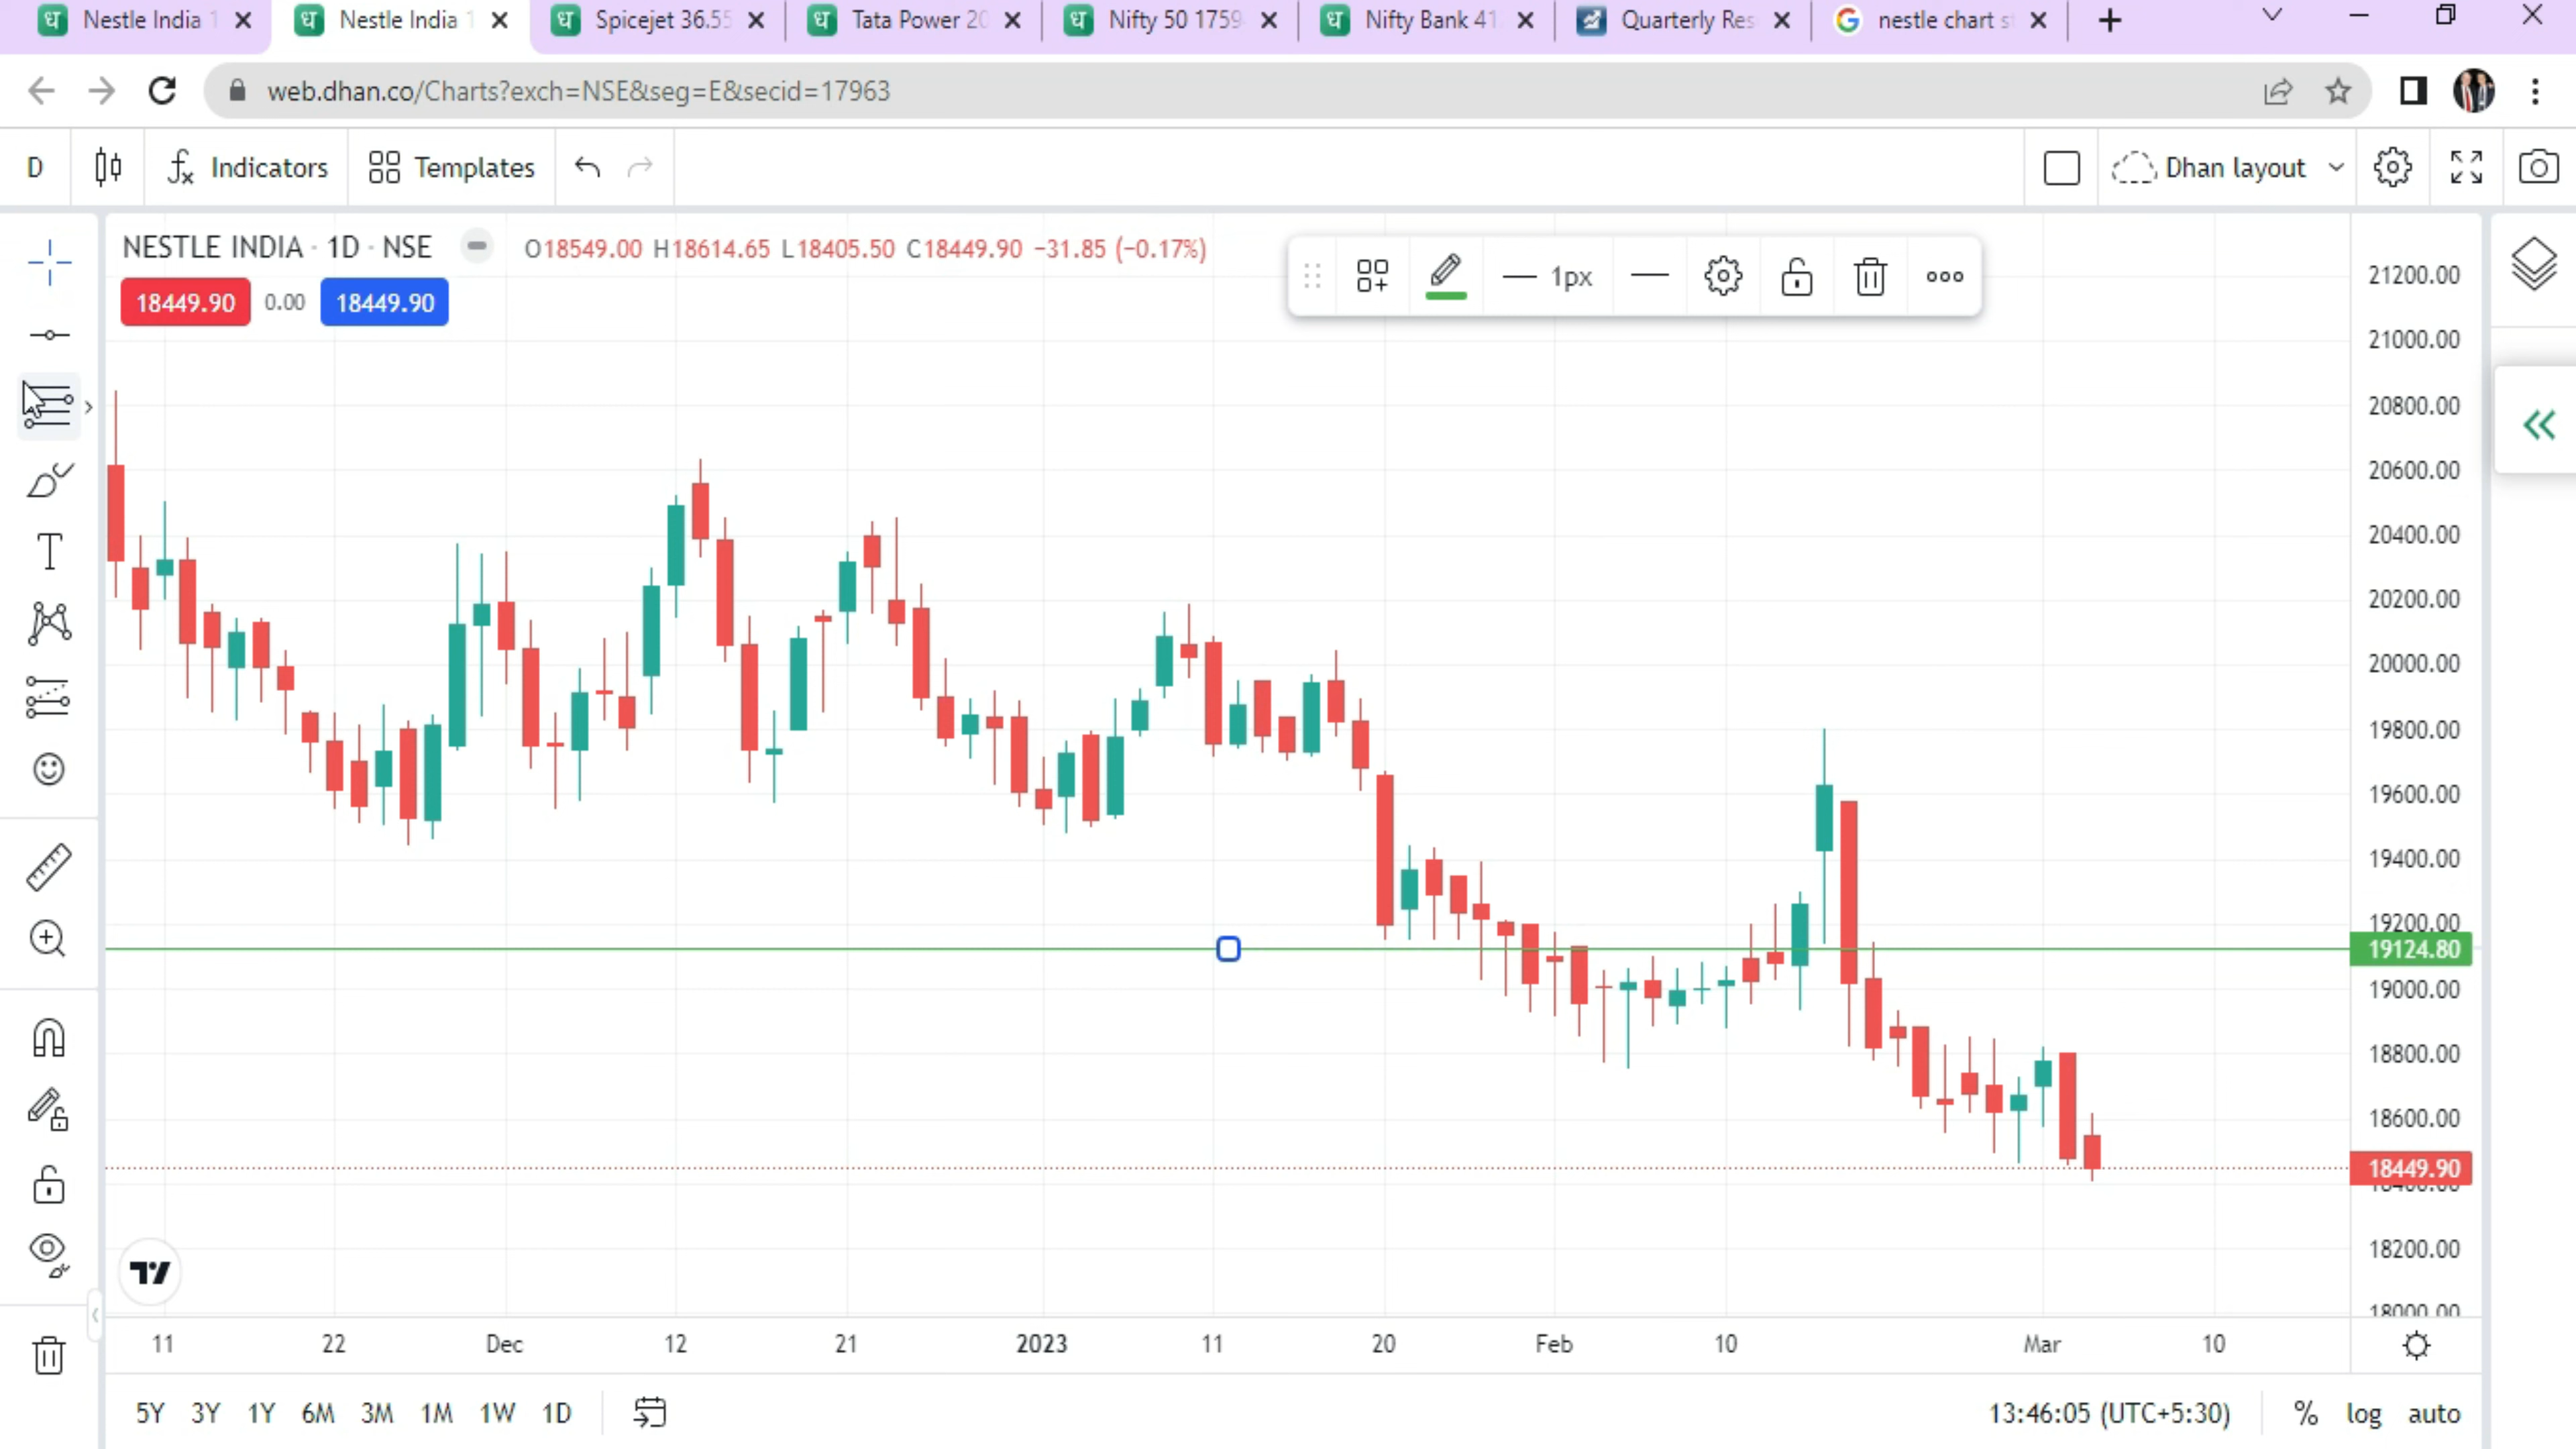 Nestle India 1
Nestle India 1
Spicejet 36.55
Tata Power 20
Nifty 50 1759
Nifty Bank 41
Quarterly Res
nestle chart s
web.dhan.co/Charts?exch=NSE&seg=E&secid=17963
D
Indicators
Templates
Dhan layout
NESTLE INDIA · 1D · NSE
O18549.00 H18614.65 L18405.50 C18449.90 −31.85 (−0.17%)
1px
18449.90
0.00
18449.90
21200.00
21000.00
20800.00
20600.00
20400.00
20200.00
20000.00
19800.00
19600.00
19400.00
19200.00
19124.80
19000.00
18800.00
18600.00
18449.90
18400.00
18200.00
18000.00
11
22
Dec
12
21
2023
11
20
Feb
10
Mar
10
5Y
3Y
1Y
6M
3M
1M
1W
1D
13:46:05 (UTC+5:30)
%
log
auto